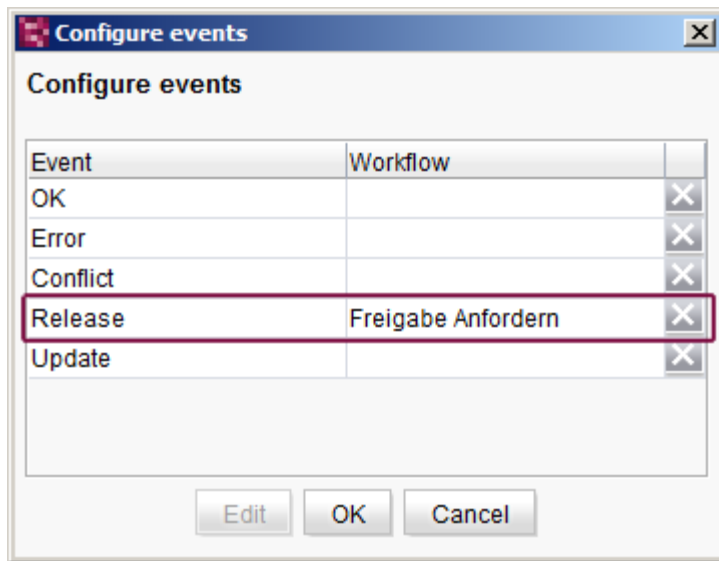 Configure events
Configure events
Event Workflow
OK
Error
Conflict
Release Freigabe Anfordern
Update
Edit OK Cancel